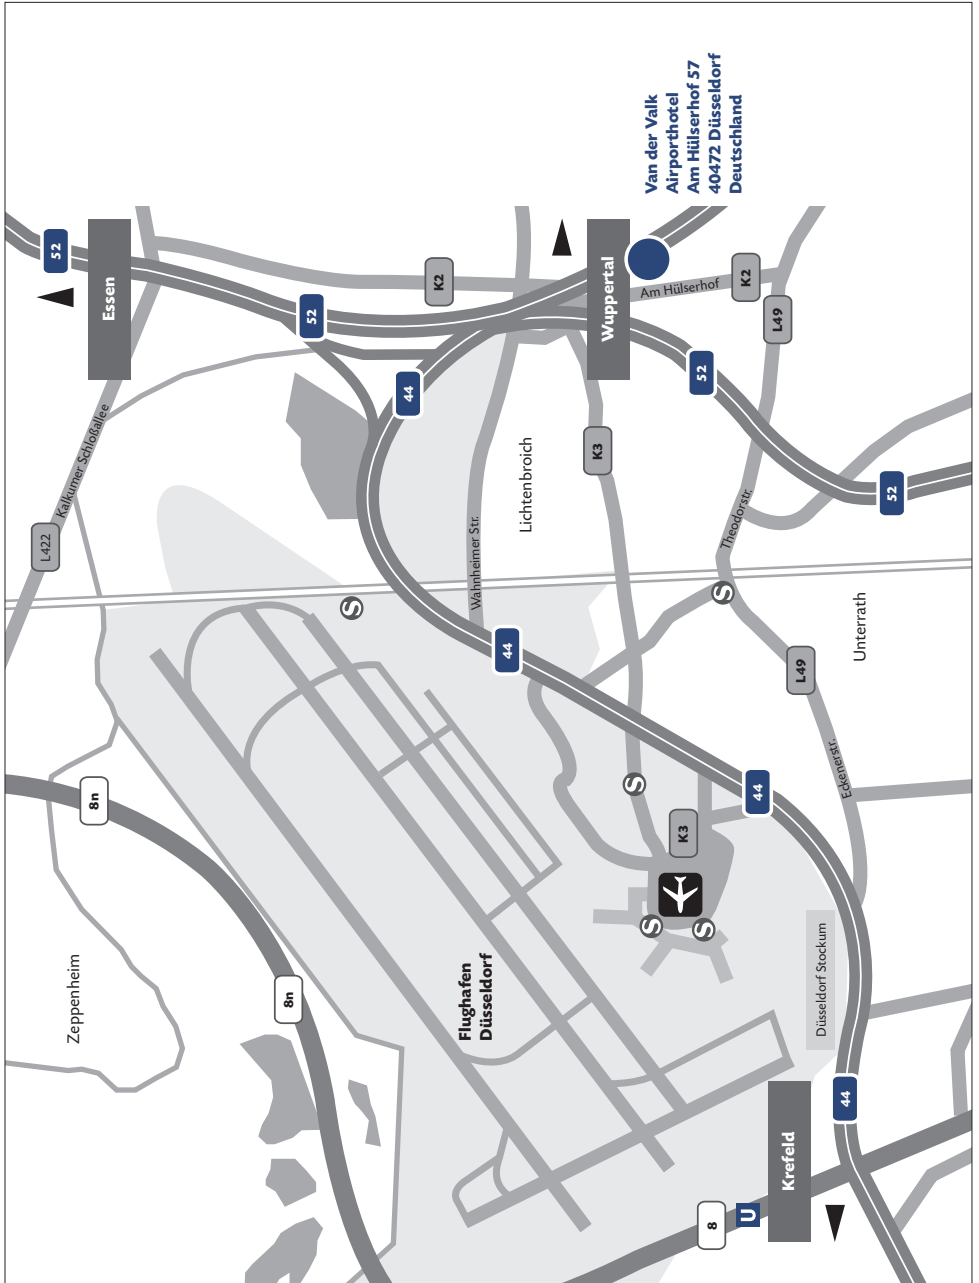 Van der Valk
Airporthotel
Am Hülserhof 57
40472 Düsseldorf
Deutschland
52
Essen
52
K2
Wuppertal
Am Hülserhof
K2
L49
44
52
K3
52
Kalkumer Schloßallee
L422
Lichtenbroich
Wahnheimer Str.
Theodorstr.
S
S
44
Unterrath
L49
8n
S
44
Eckenerstr.
K3
S
S
Zeppenheim
8n
Flughafen
Düsseldorf
Düsseldorf Stockum
44
Krefeld
8
U